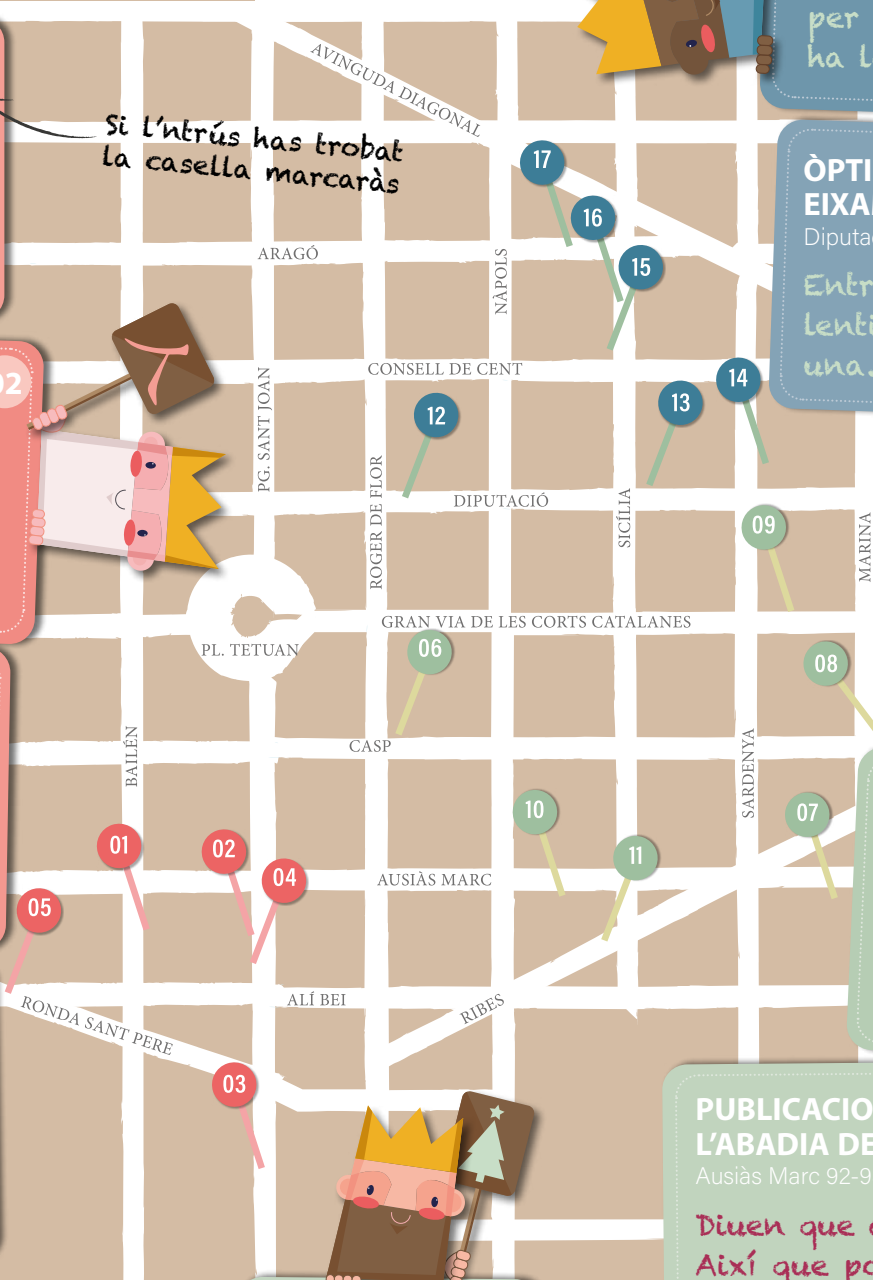 per
ha l
AVINGUDA DIAGONAL
Si l'ntrús has trobat
la casella marcaràs
17
ÒPTI
EIXA
Diputa
16
ARAGÓ
NÀPOLS
15
Entr
lenti
una
02
CONSELL DE CENT
PG. SANT JOAN
14
13
12
ROGER DE FLOR
DIPUTACIÓ
SICÍLIA
09
MARINA
GRAN VIA DE LES CORTS CATALANES
PL. TETUAN
06
08
CASP
BAILÉN
SARDENYA
10
07
01
02
11
04
AUSIÀS MARC
05
ALÍ BEI
RIBES
RONDA SANT PERE
03
PUBLICACIO
L'ABADIA DE
Ausiàs Marc 92-9
Diuen que
Així que po